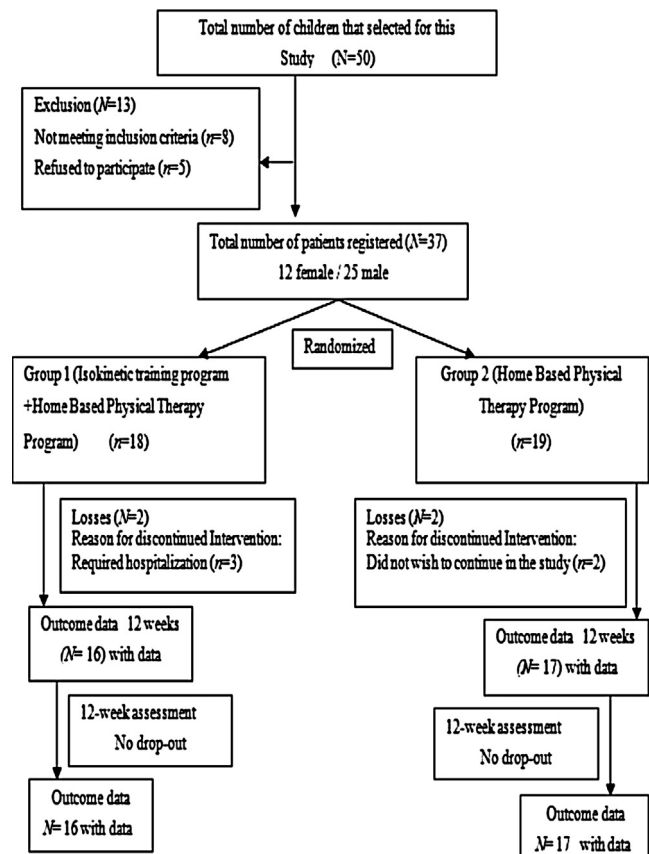 Total number of children that selected for this
Study (N=50)
Exclusion (N=13)
Not meeting inclusion criteria (n=8)
Refused to participate (n=5)
Total number of patients registered (N=37)
12 female / 25 male
Randomized
Group 1 (Isokinetic training program
+Home Based Physical Therapy
Program) (n=18)
Group 2 (Home Based Physical
Therapy Program)
(n=19)
Losses (N=2)
Reason for discontinued Intervention:
Required hospitalization (n=3)
Losses (N=2)
Reason for discontinued Intervention:
Did not wish to continue in the study (n=2)
Outcome data 12 weeks
(N= 16) with data
Outcome data 12 weeks
(N= 17) with data
12-week assessment
No drop-out
12-week assessment
No drop-out
Outcome data
N= 16 with data
Outcome data
N= 17 with data